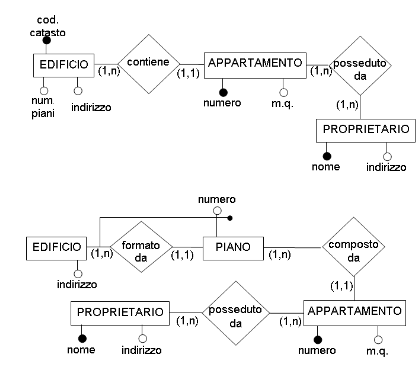 cod.
catasto
EDIFICIO
(1,n)
contiene
(1,1)
APPARTAMENTO
(1,n)
posseduto
da
num.
piani
indirizzo
numero
m.q.
(1,n)
PROPRIETARIO
nome
indirizzo
numero
EDIFICIO
(1,n)
formato
da
(1,1)
PIANO
(1,n)
composto
da
indirizzo
(1,1)
PROPRIETARIO
(1,n)
posseduto
da
(1,n)
APPARTAMENTO
nome
indirizzo
numero
m.q.